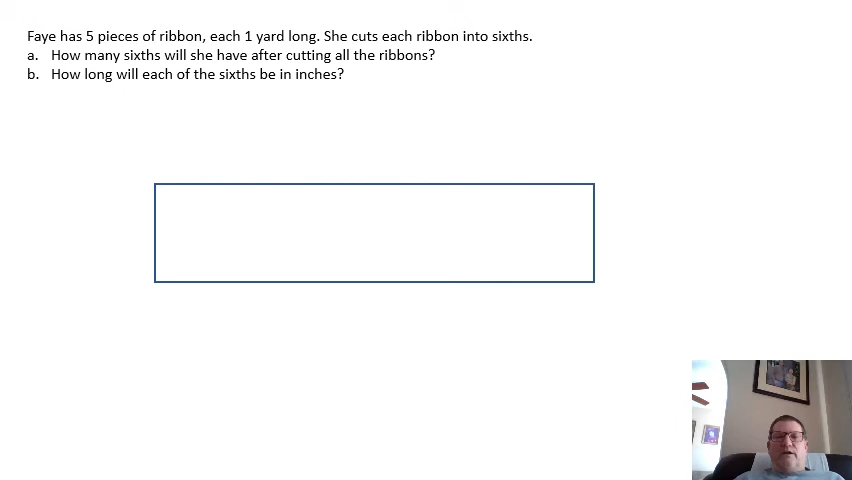 Faye has 5 pieces of ribbon, each 1 yard long. She cuts each ribbon into sixths.
a. How many sixths will she have after cutting all the ribbons?
b. How long will each of the sixths be in inches?